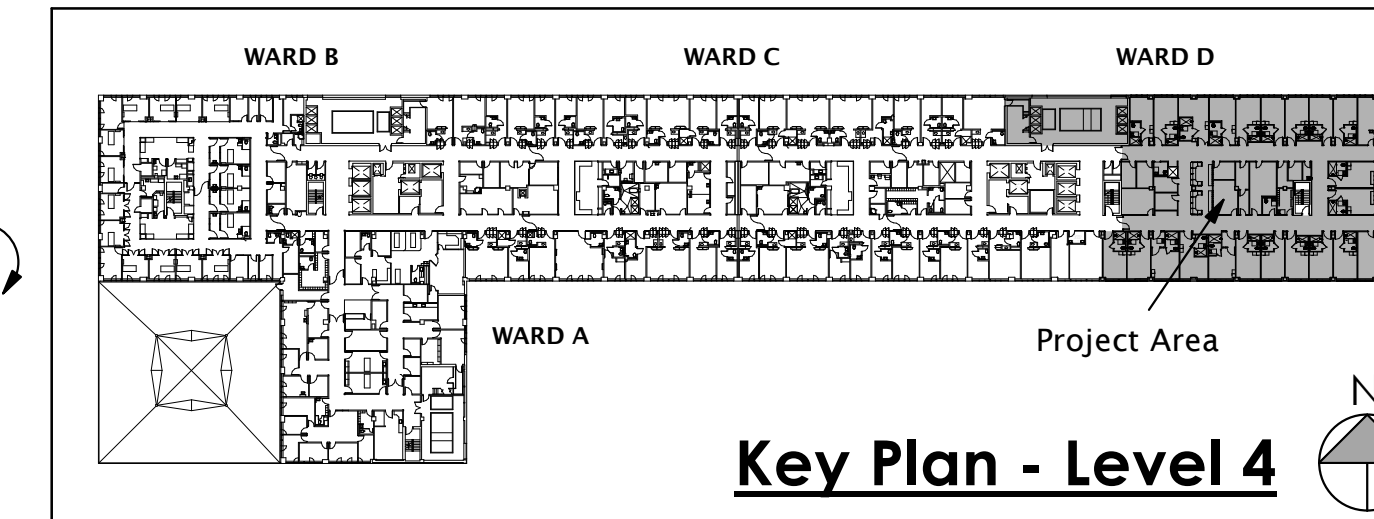 WARD B WARD C WARD D
WARD A
Project Area
Key Plan - Level 4
N